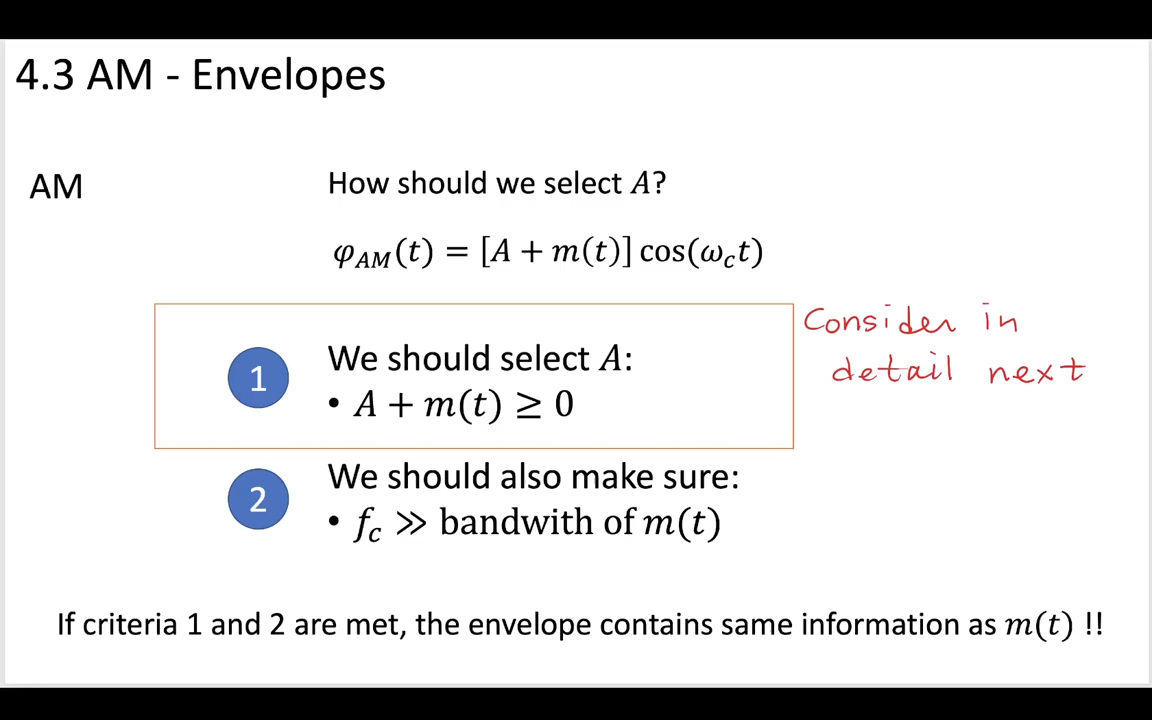 4.3 AM - Envelopes
AM
How should we select A?
φ_AM(t) = [A + m(t)] cos(ω_c t)
Consider in
detail next
1
We should select A:
• A + m(t) ≥ 0
2
We should also make sure:
• f_c ≫ bandwith of m(t)
If criteria 1 and 2 are met, the envelope contains same information as m(t) !!